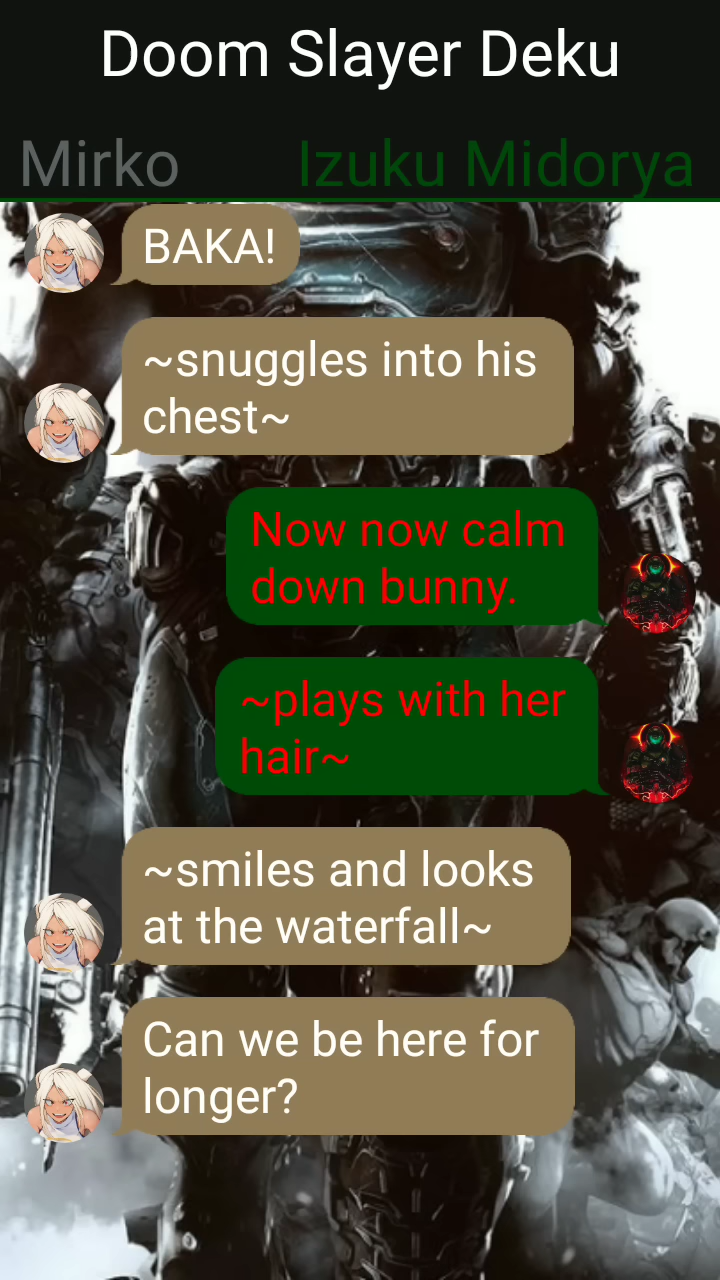 Doom Slayer Deku
Mirko
Izuku Midorya
BAKA!
~snuggles into his
chest~
Now now calm
down bunny.
~plays with her
hair~
~smiles and looks
at the waterfall~
Can we be here for
longer?